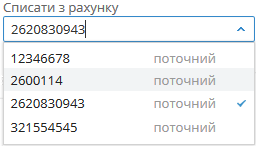 Списати з рахунку
2620830943
12346678 поточний
2600114 поточний
2620830943 поточний
321554545 поточний